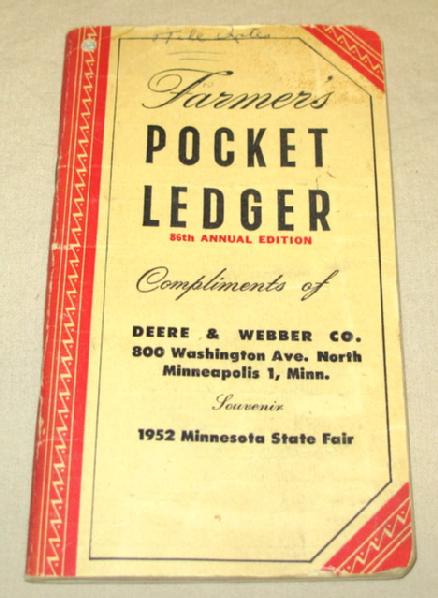 Farmer's
POCKET
LEDGER
86th ANNUAL EDITION
Compliments of
DEERE & WEBBER CO.
800 Washington Ave. North
Minneapolis 1, Minn.
Souvenir
1952 Minnesota State Fair